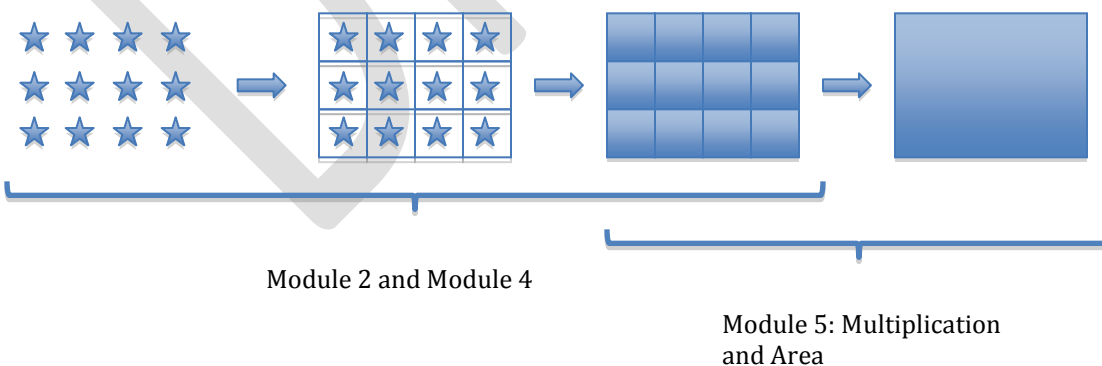 Module 2 and Module 4
Module 5: Multiplication
and Area